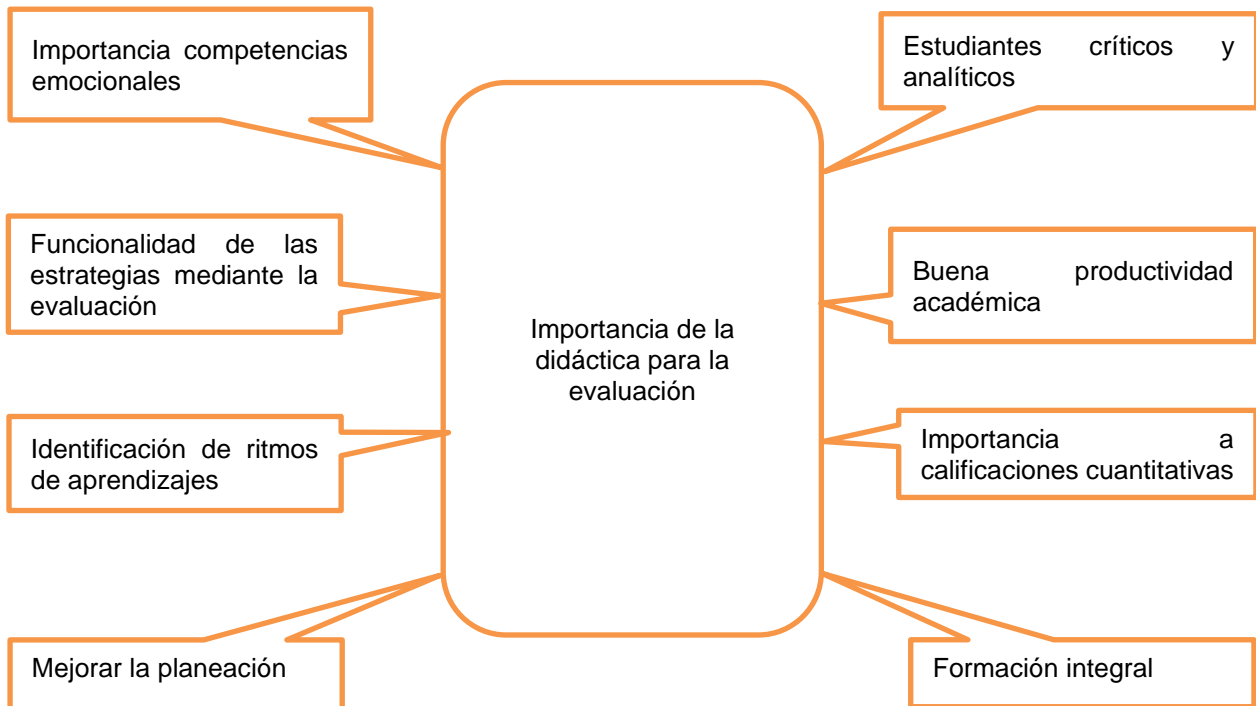 Importancia competencias
emocionales
Funcionalidad de las
estrategias mediante la
evaluación
Identificación de ritmos
de aprendizajes
Mejorar la planeación
Importancia de la
didáctica para la
evaluación
Estudiantes críticos y
analíticos
Buena productividad
académica
Importancia a
calificaciones cuantitativas
Formación integral